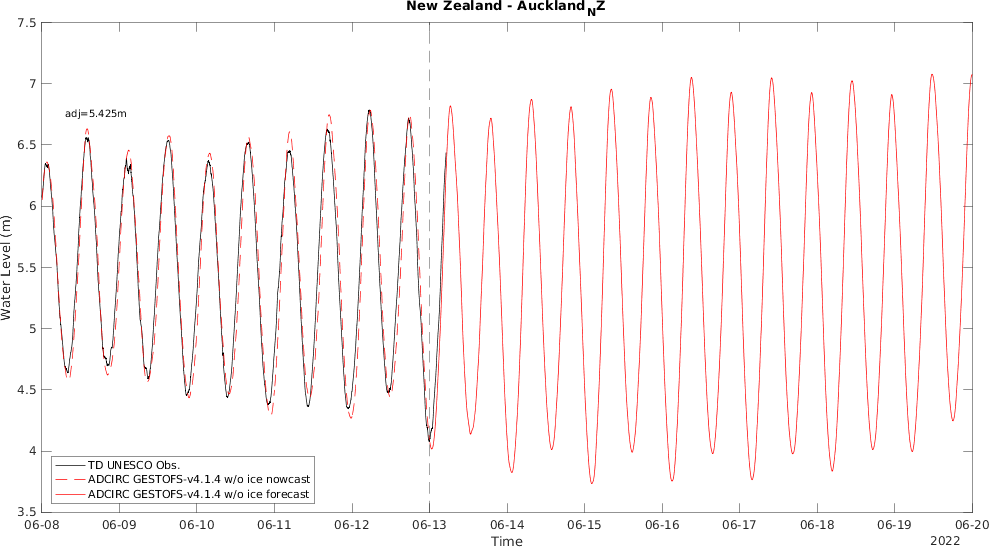 New Zealand - Auckland_NZ
7.5
7
6.5
6
5.5
5
4.5
4
3.5
Water Level (m)
adj=5.425m
TD UNESCO Obs.
ADCIRC GESTOFS-v4.1.4 w/o ice nowcast
ADCIRC GESTOFS-v4.1.4 w/o ice forecast
06-08 06-09 06-10 06-11 06-12 06-13 06-14 06-15 06-16 06-17 06-18 06-19 06-20
Time
2022